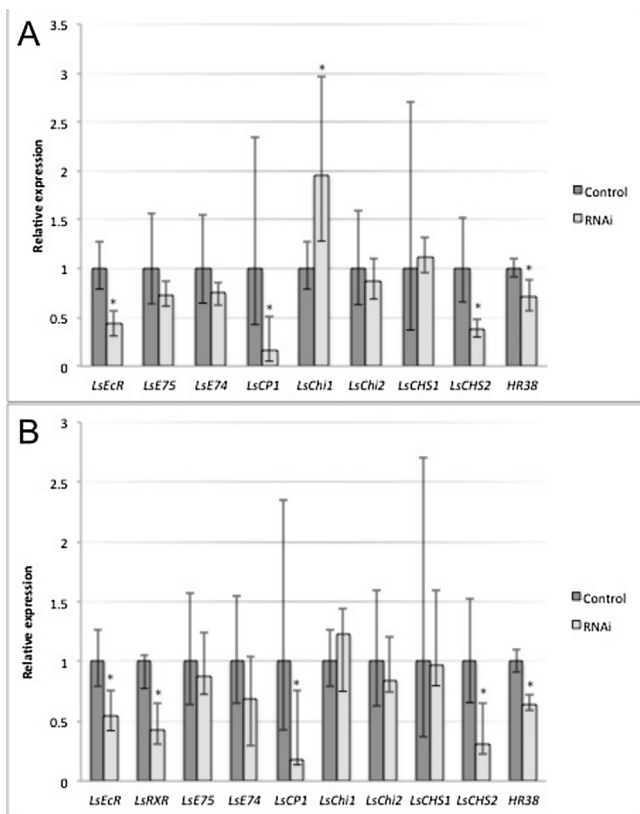 A
3.5
3
2.5
2
1.5
1
0.5
0
Relative expression
*
*
*
*
*
LsEcR LsE75 LsE74 LsCP1 LsChi1 LsChi2 LsCHS1 LsCHS2 HR38
Control
RNAi
B
3
2.5
2
1.5
1
0.5
0
Relative expression
*
*
*
*
*
LsEcR LsRXR LsE75 LsE74 LsCP1 LsChi1 LsChi2 LsCHS1 LsCHS2 HR38
Control
RNAi